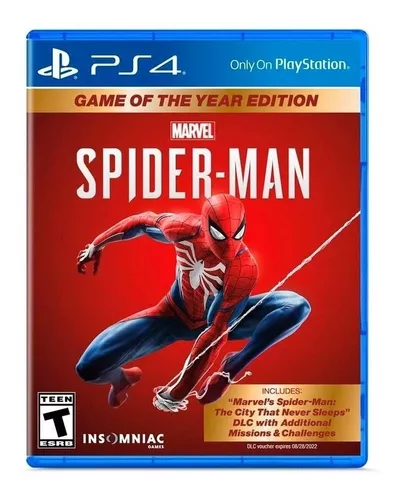 PS4
Only On PlayStation®
GAME OF THE YEAR EDITION
MARVEL
SPIDER-MAN
INCLUDES:
"Marvel's Spider-Man:
The City That Never Sleeps"
DLC with Additional
Missions & Challenges
DLC voucher expires 08/28/2022
TEEN
T
ESRB
INSOMNIAC
GAMES